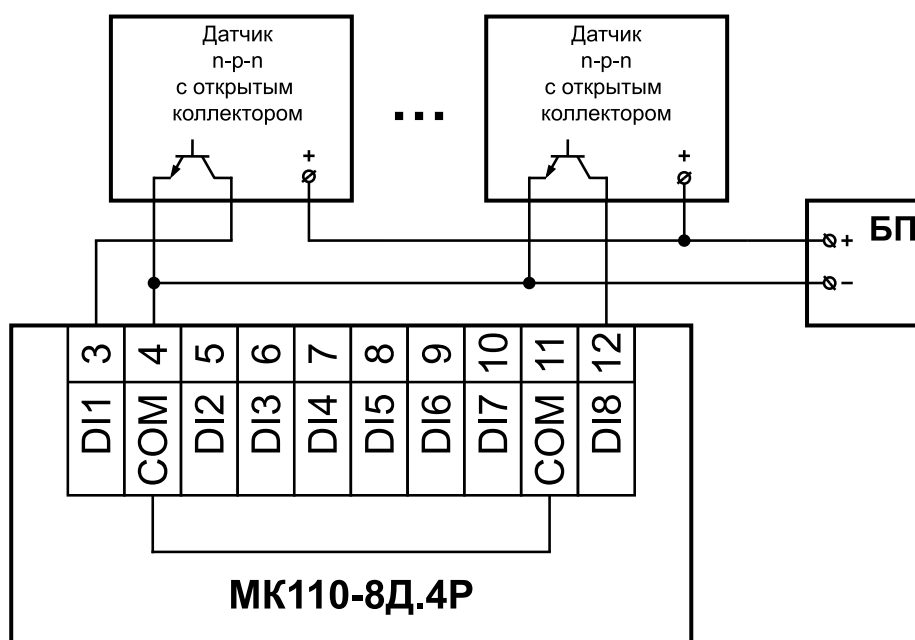 Датчик
n-p-n
с открытым
коллектором
+
...
Датчик
n-p-n
с открытым
коллектором
+
БП
+
−
3 4 5 6 7 8 9 10 11 12
DI1 COM DI2 DI3 DI4 DI5 DI6 DI7 COM DI8
МК110-8Д.4Р